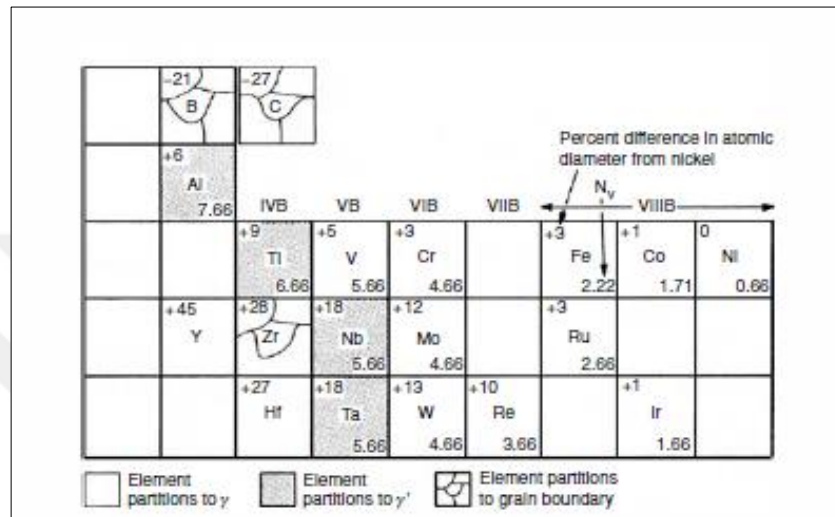 -21 -27
B C
Percent difference in atomic
diameter from nickel
+6
Al
7.66
IVB VB VIB VIIB Nv VIIIB
+9 +5 +3 +3 +1 0
Ti V Cr Fe Co Ni
6.66 5.66 4.66 2.22 1.71 0.66
+45 +28 +18 +12 +3
Y Zr Nb Mo Ru
5.66 4.66 2.66
+27 +18 +13 +10 +1
Hf Ta W Re Ir
5.66 4.66 3.66 1.66
Element Element Element partitions
partitions to γ partitions to γ' to grain boundary